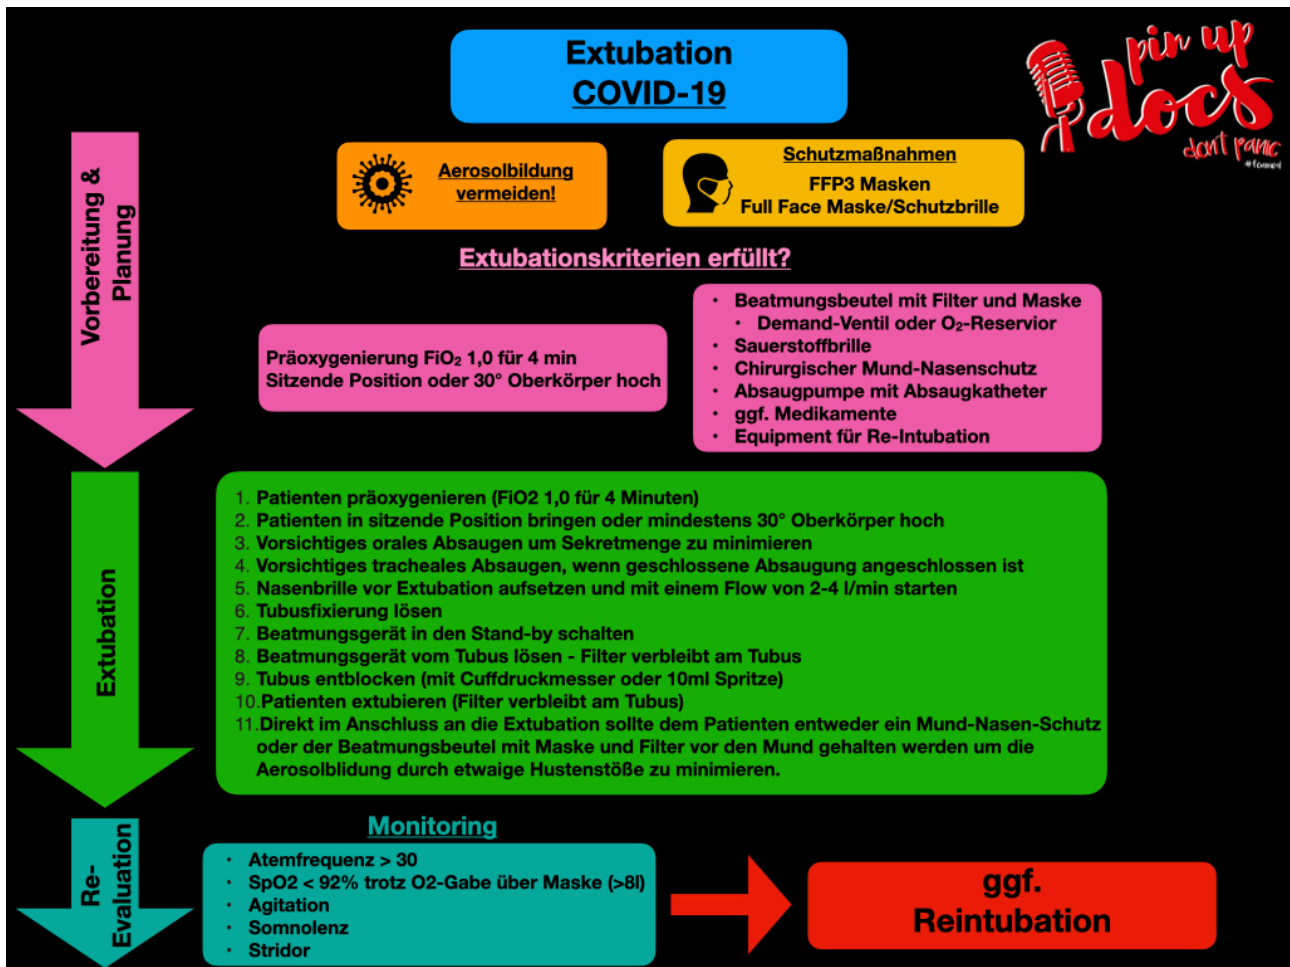 Extubation
COVID-19
pin up
docs
don't panic
#foamed
Vorbereitung &
Planung
Aerosolbildung
vermeiden!
Schutzmaßnahmen
FFP3 Masken
Full Face Maske/Schutzbrille
Extubationskriterien erfüllt?
Präoxygenierung FiO₂ 1,0 für 4 min
Sitzende Position oder 30° Oberkörper hoch
• Beatmungsbeutel mit Filter und Maske
• Demand-Ventil oder O₂-Reservior
• Sauerstoffbrille
• Chirurgischer Mund-Nasenschutz
• Absaugpumpe mit Absaugkatheter
• ggf. Medikamente
• Equipment für Re-Intubation
Extubation
1. Patienten präoxygenieren (FiO2 1,0 für 4 Minuten)
2. Patienten in sitzende Position bringen oder mindestens 30° Oberkörper hoch
3. Vorsichtiges orales Absaugen um Sekretmenge zu minimieren
4. Vorsichtiges tracheales Absaugen, wenn geschlossene Absaugung angeschlossen ist
5. Nasenbrille vor Extubation aufsetzen und mit einem Flow von 2-4 l/min starten
6. Tubusfixierung lösen
7. Beatmungsgerät in den Stand-by schalten
8. Beatmungsgerät vom Tubus lösen - Filter verbleibt am Tubus
9. Tubus entblocken (mit Cuffdruckmesser oder 10ml Spritze)
10.Patienten extubieren (Filter verbleibt am Tubus)
11.Direkt im Anschluss an die Extubation sollte dem Patienten entweder ein Mund-Nasen-Schutz
oder der Beatmungsbeutel mit Maske und Filter vor den Mund gehalten werden um die
Aerosolblidung durch etwaige Hustenstöße zu minimieren.
Re-
Evaluation
Monitoring
• Atemfrequenz > 30
• SpO2 < 92% trotz O2-Gabe über Maske (>8l)
• Agitation
• Somnolenz
• Stridor
ggf.
Reintubation